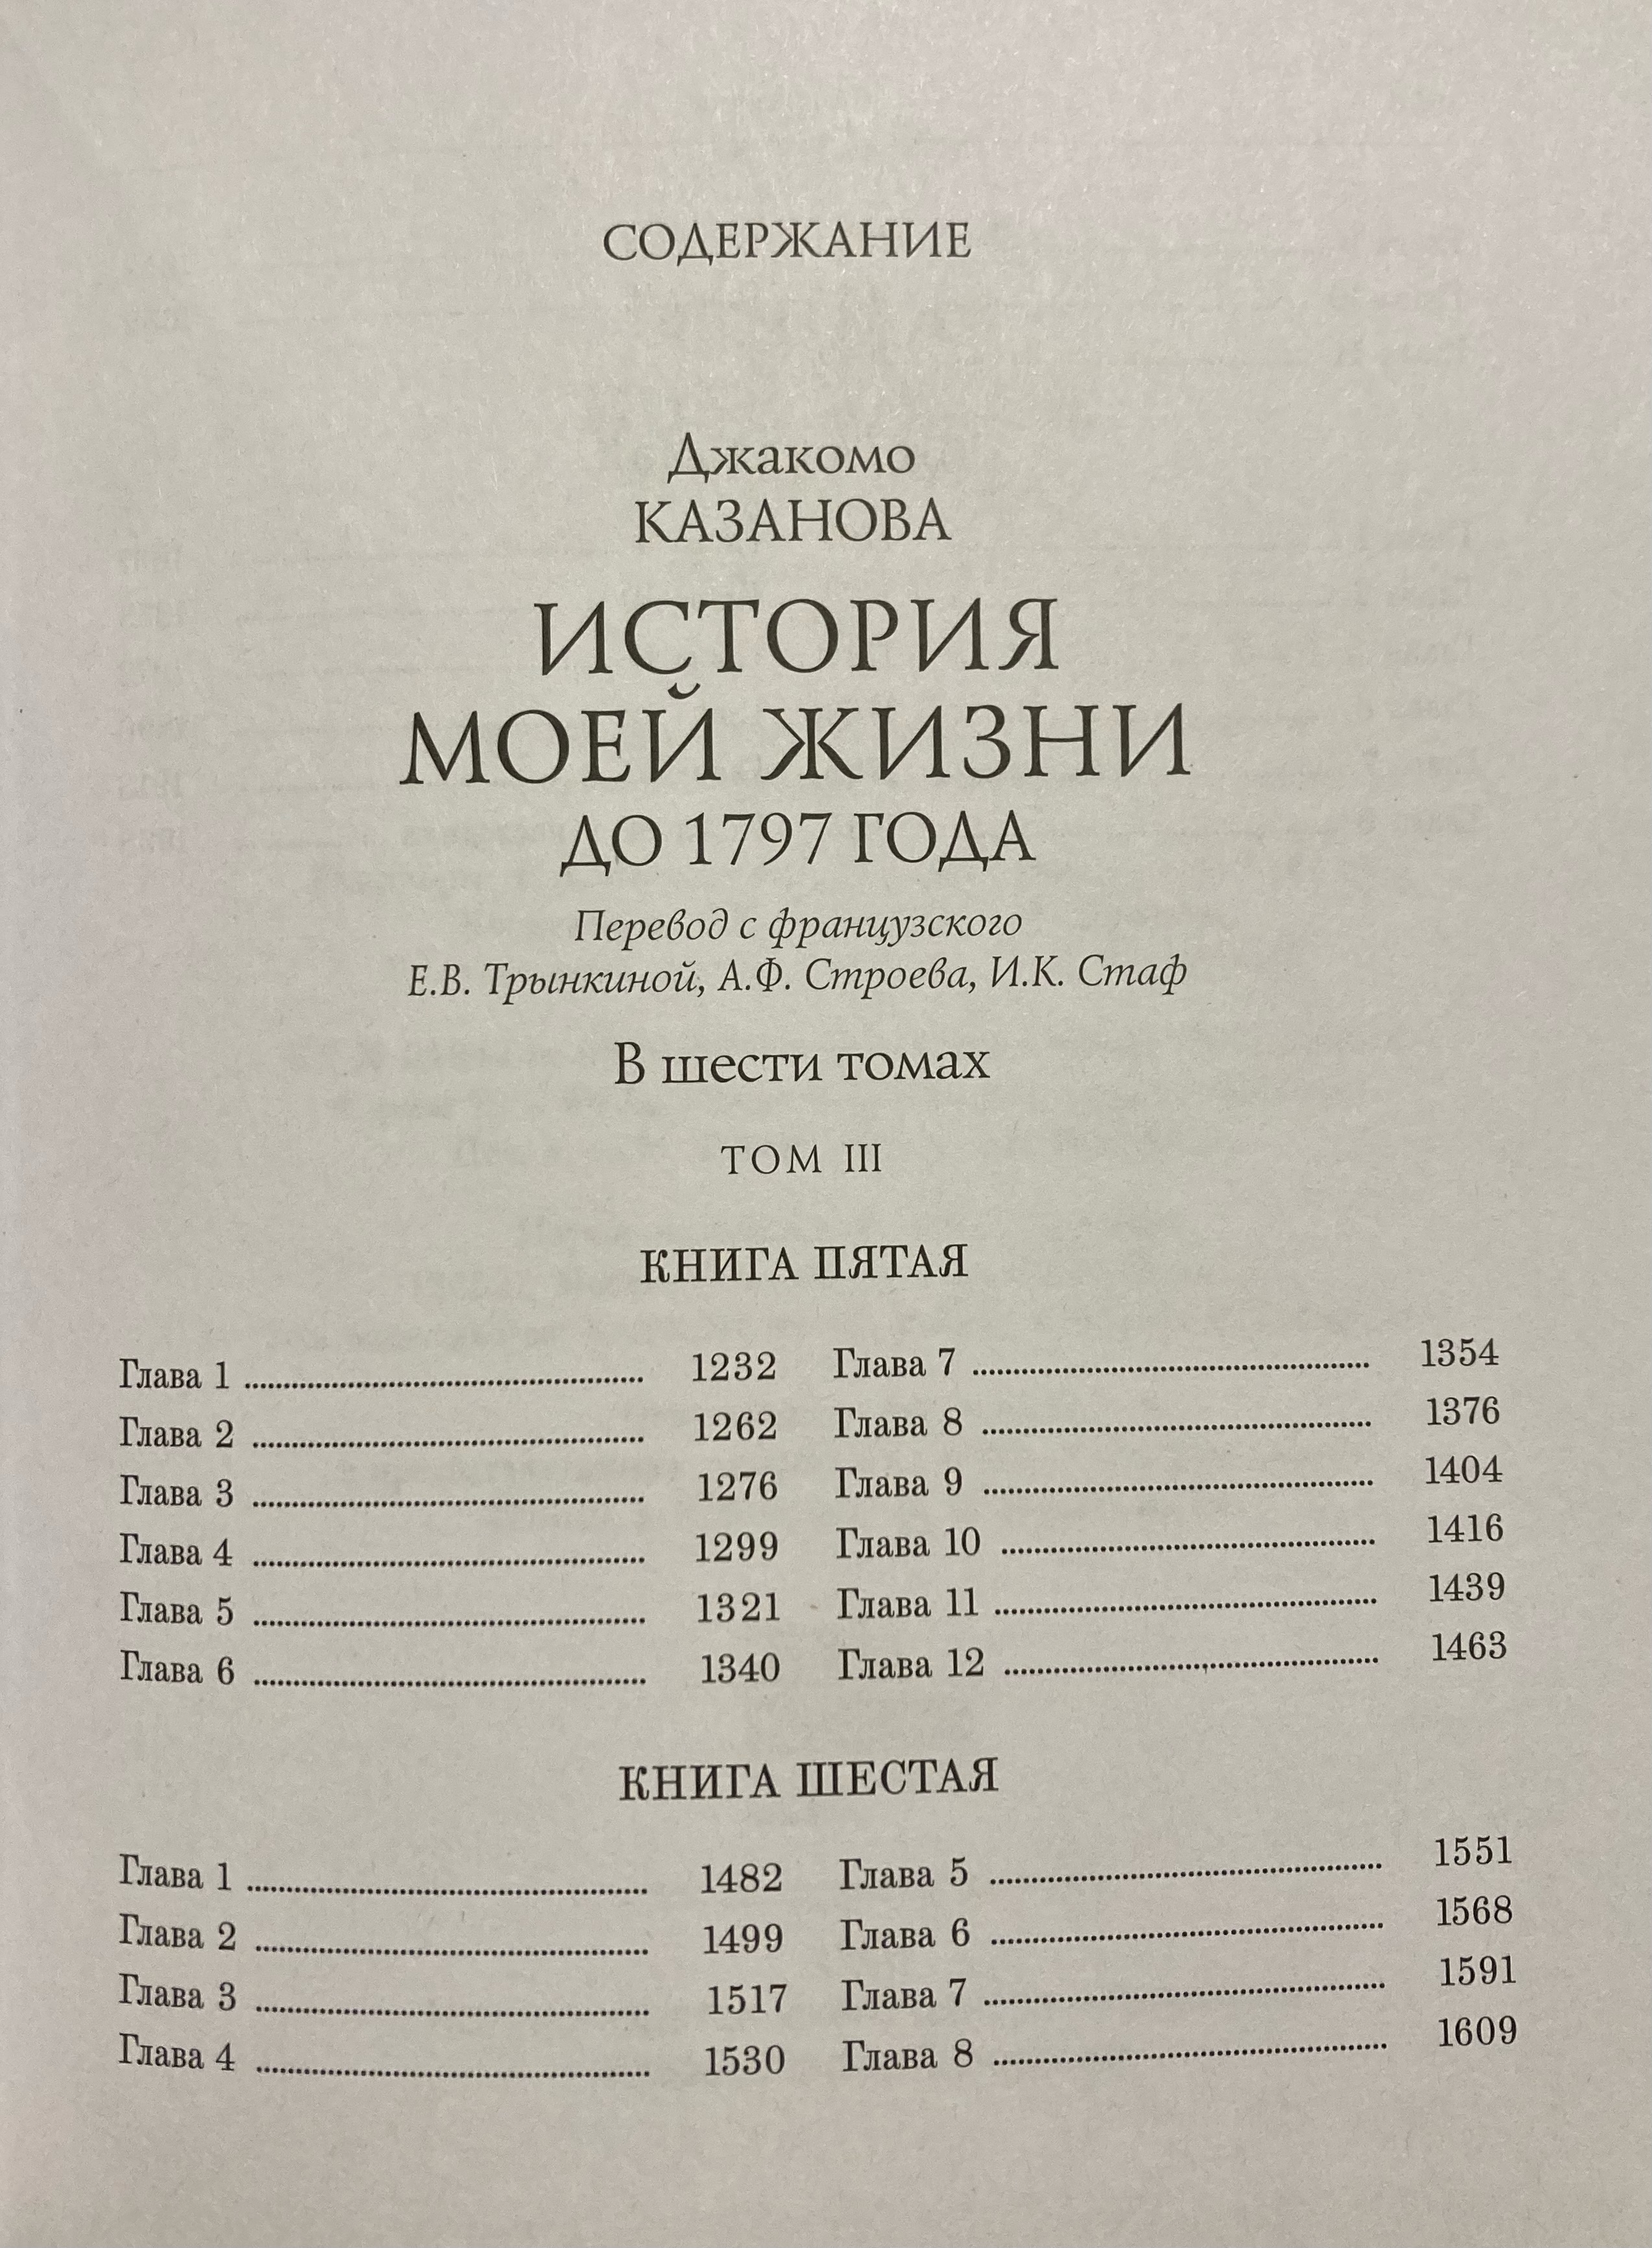 СОДЕРЖАНИЕ
Джакомо
КАЗАНОВА
ИСТОРИЯ
МОЕЙ ЖИЗНИ
ДО 1797 ГОДА
Перевод с французского
Е.В. Трынкиной, А.Ф. Строева, И.К. Стаф
В шести томах
ТОМ III
КНИГА ПЯТАЯ
Глава 1 ........ 1232
Глава 2 ........ 1262
Глава 3 ........ 1276
Глава 4 ........ 1299
Глава 5 ........ 1321
Глава 6 ........ 1340
Глава 7 ........ 1354
Глава 8 ........ 1376
Глава 9 ........ 1404
Глава 10 ........ 1416
Глава 11 ........ 1439
Глава 12 ........ 1463
КНИГА ШЕСТАЯ
Глава 1 ........ 1482
Глава 2 ........ 1499
Глава 3 ........ 1517
Глава 4 ........ 1530
Глава 5 ........ 1551
Глава 6 ........ 1568
Глава 7 ........ 1591
Глава 8 ........ 1609